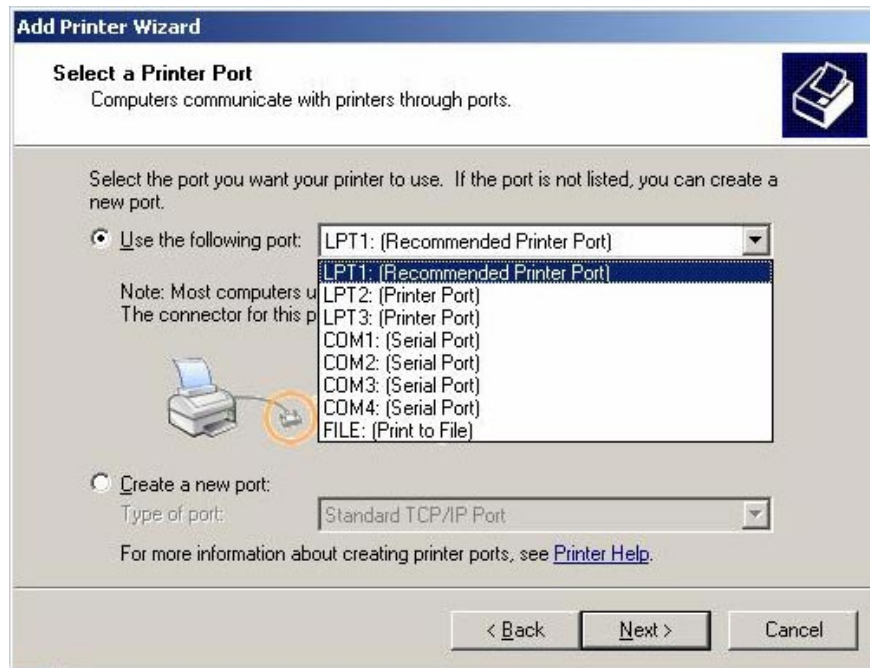 Add Printer Wizard
Select a Printer Port
Computers communicate with printers through ports.
Select the port you want your printer to use. If the port is not listed, you can create a
new port.
Use the following port:
LPT1: (Recommended Printer Port)
LPT1: (Recommended Printer Port)
LPT2: (Printer Port)
LPT3: (Printer Port)
COM1: (Serial Port)
COM2: (Serial Port)
COM3: (Serial Port)
COM4: (Serial Port)
FILE: (Print to File)
Note: Most computers u
The connector for this p
Create a new port:
Type of port:
Standard TCP/IP Port
For more information about creating printer ports, see Printer Help.
< Back
Next >
Cancel